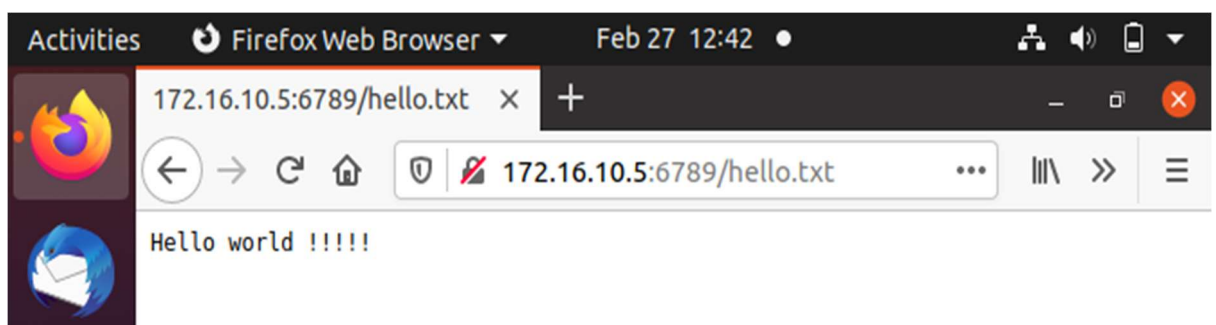 Activities Firefox Web Browser Feb 27 12:42
172.16.10.5:6789/hello.txt
172.16.10.5:6789/hello.txt
Hello world !!!!!